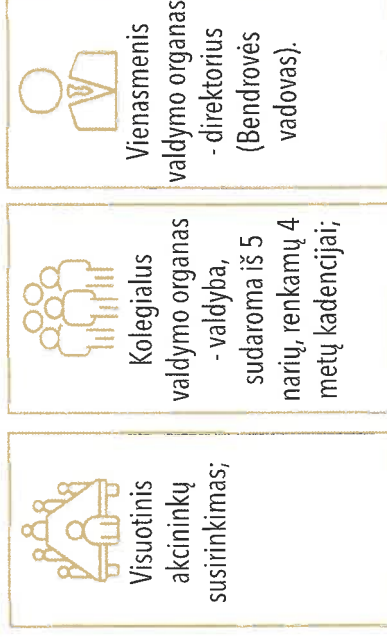 Visuotinis
akcininkų
susirinkimas;
Kolegialus
valdymo organas
- valdyba,
sudaroma iš 5
narių, renkamų 4
metų kadencijai;
Vienasmenis
valdymo organas
- direktorius
(Bendrovės
vadovas).